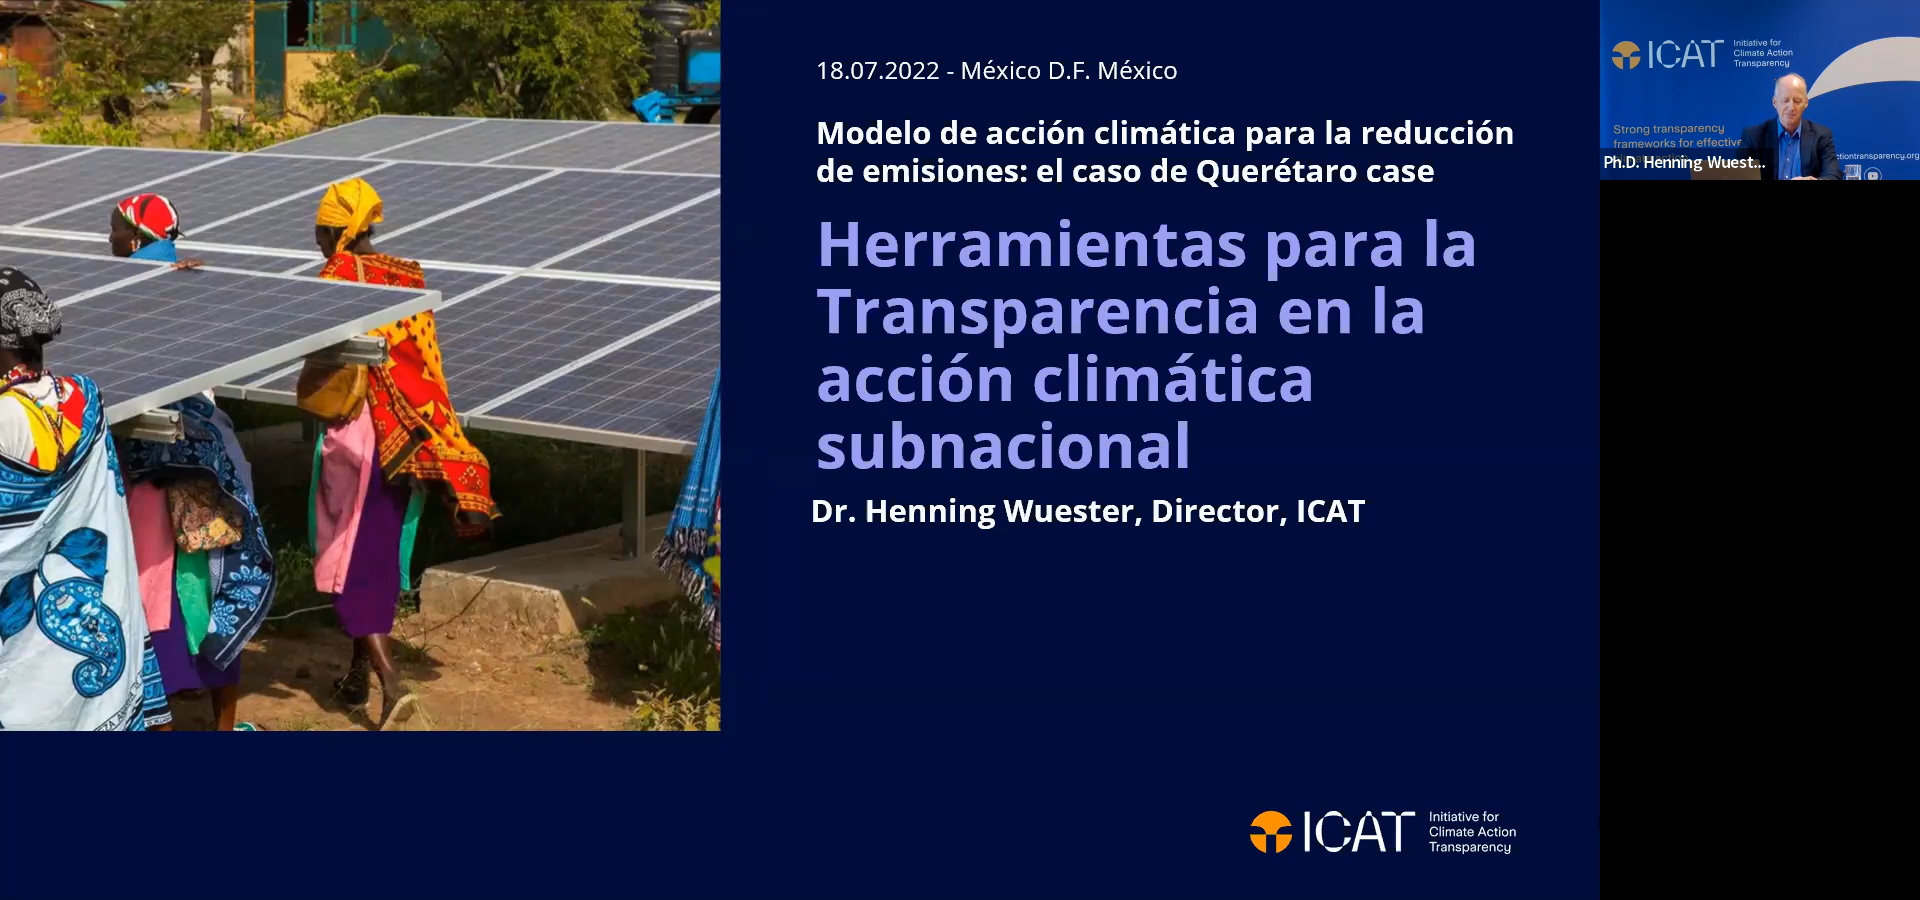 18.07.2022 - México D.F. México
Modelo de acción climática para la reducción
de emisiones: el caso de Querétaro case
Herramientas para la
Transparencia en la
acción climática
subnacional
Dr. Henning Wuester, Director, ICAT
ICAT
Initiative for
Climate Action
Transparency
ICAT
Initiative for
Climate Action
Transparency
Strong transparency
frameworks for effective
ctiontransparency.org
Ph.D. Henning Wuest...